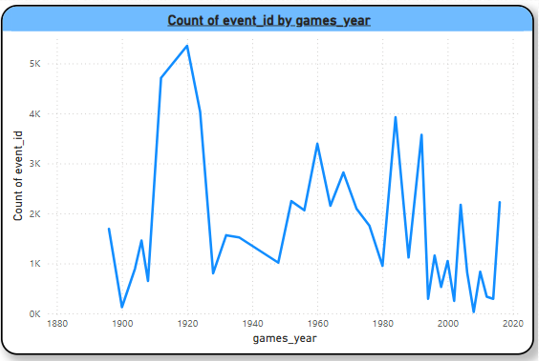 Count of event_id by games_year
5K
4K
3K
2K
1K
0K
Count of event_id
1880 1900 1920 1940 1960 1980 2000 2020
games_year